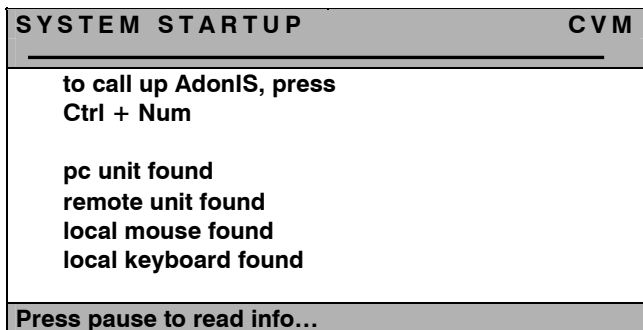 SYSTEM STARTUP CVM
to call up AdonIS, press
Ctrl + Num
pc unit found
remote unit found
local mouse found
local keyboard found
Press pause to read info…